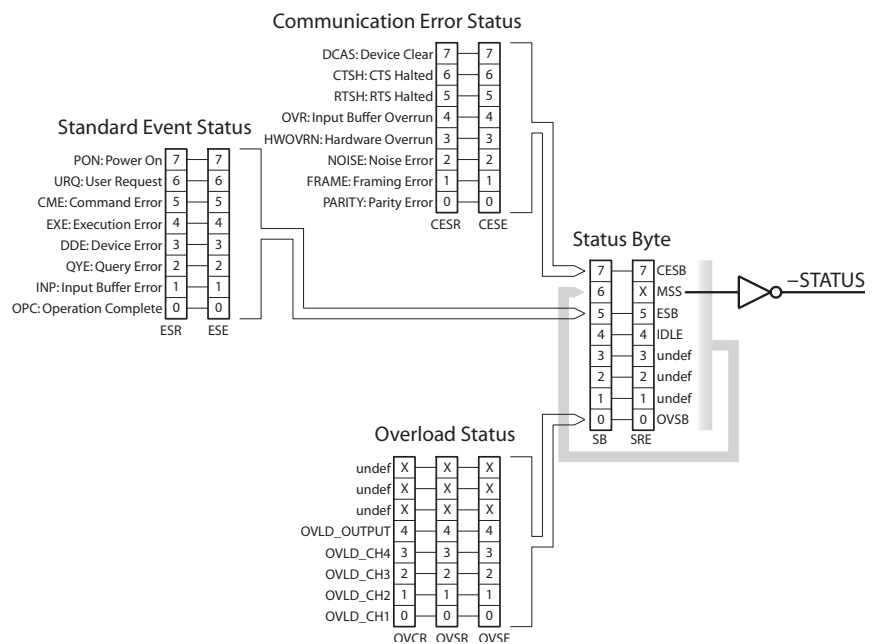 Communication Error Status
DCAS: Device Clear 7 7
CTSH: CTS Halted 6 6
RTSH: RTS Halted 5 5
OVR: Input Buffer Overrun 4 4
HWOVRN: Hardware Overrun 3 3
NOISE: Noise Error 2 2
FRAME: Framing Error 1 1
PARITY: Parity Error 0 0
CESR CESE
Standard Event Status
PON: Power On 7 7
URQ: User Request 6 6
CME: Command Error 5 5
EXE: Execution Error 4 4
DDE: Device Error 3 3
QYE: Query Error 2 2
INP: Input Buffer Error 1 1
OPC: Operation Complete 0 0
ESR ESE
Status Byte
7 7 CESB
6 X MSS
5 5 ESB
4 4 IDLE
3 3 undef
2 2 undef
1 1 undef
0 0 OVSB
SB SRE
–STATUS
Overload Status
undef X X X
undef X X X
undef X X X
OVLD_OUTPUT 4 4 4
OVLD_CH4 3 3 3
OVLD_CH3 2 2 2
OVLD_CH2 1 1 1
OVLD_CH1 0 0 0
OVCR OVSR OVSE